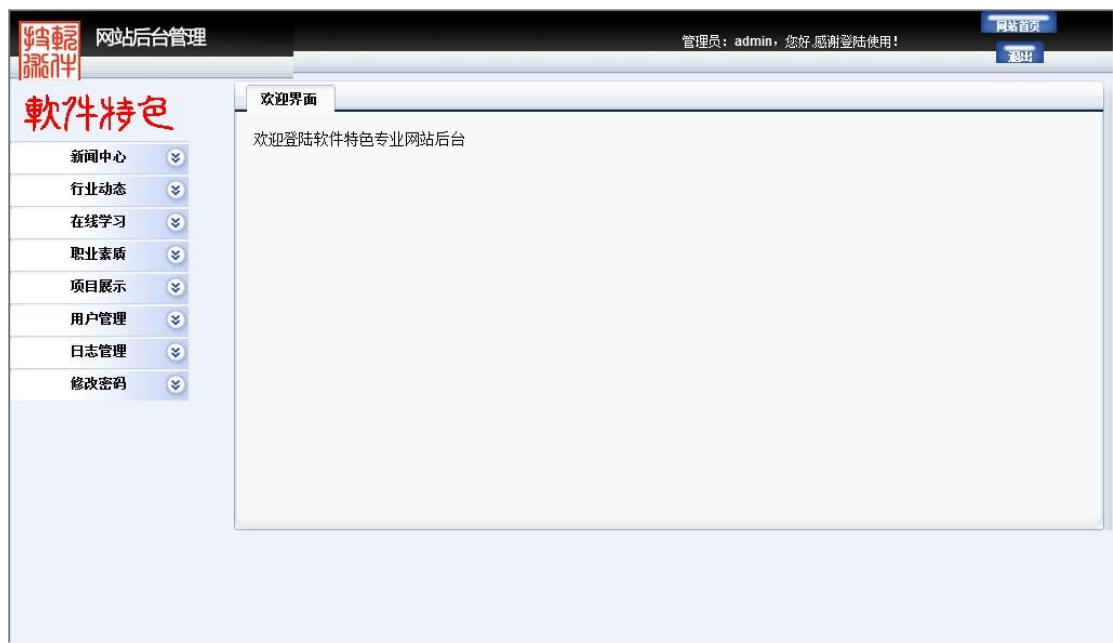 网站后台管理
管理员：admin，您好,感谢登陆使用！
网站首页
退出
軟件特色
欢迎界面
欢迎登陆软件特色专业网站后台
新闻中心
行业动态
在线学习
职业素质
项目展示
用户管理
日志管理
修改密码